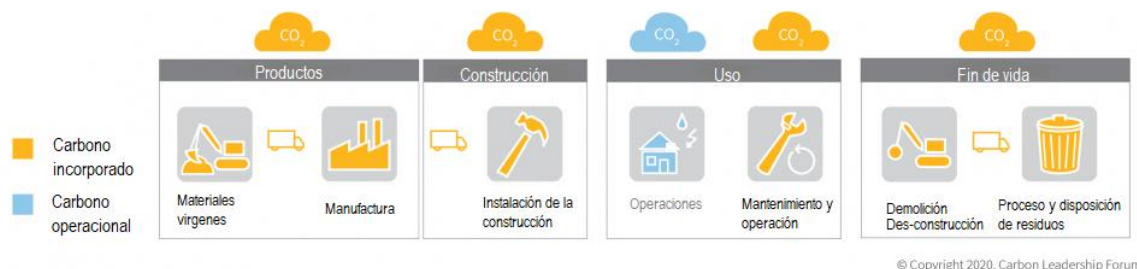 CO2
CO2
CO2
CO2
CO2
Productos
Construcción
Uso
Fin de vida
Carbono
incorporado
Carbono
operacional
Materiales
virgenes
Manufactura
Instalación de la
construcción
Operaciones
Mantenimiento y
operación
Demolición
Des-construcción
Proceso y disposición
de residuos
© Copyright 2020, Carbon Leadership Forum